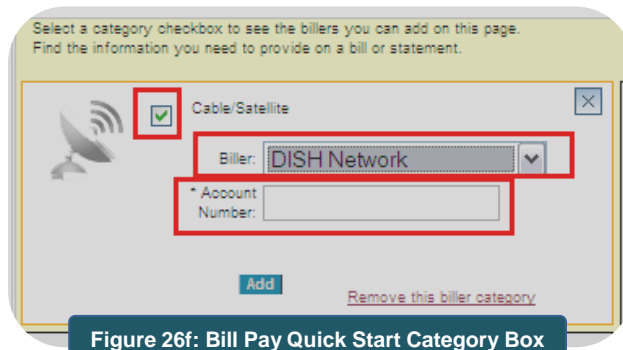 Select a category checkbox to see the billers you can add on this page.
Find the information you need to provide on a bill or statement.
Cable/Satellite
Biller: DISH Network
* Account
Number:
Add
Remove this biller category
Figure 26f: Bill Pay Quick Start Category Box